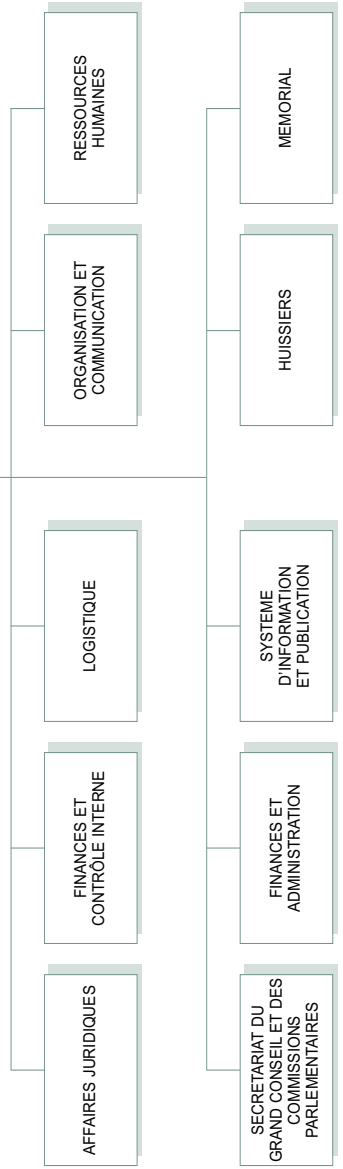 AFFAIRES JURIDIQUES
FINANCES ET
CONTRÔLE INTERNE
LOGISTIQUE
ORGANISATION ET
COMMUNICATION
RESSOURCES
HUMAINES
SECRETARIAT DU
GRAND CONSEIL ET DES
COMMISSIONS
PARLEMENTAIRES
FINANCES ET
ADMINISTRATION
SYSTEME
D'INFORMATION
ET PUBLICATION
HUISSIERS
MEMORIAL